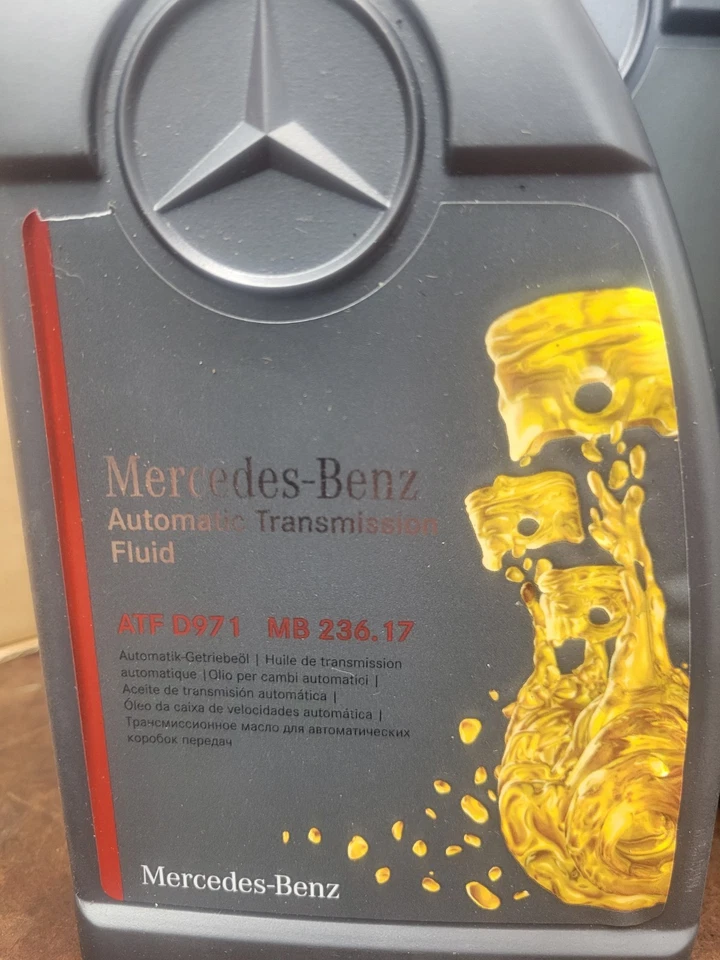 Mercedes-Benz
Automatic Transmission
Fluid
ATF D971 MB 236.17
Automatik-Getriebeöl | Huile de transmission
automatique | Olio per cambi automatici |
Aceite de transmisión automática |
Óleo da caixa de velocidades automática |
Трансмиссионное масло для автоматических
коробок передач
Mercedes-Benz